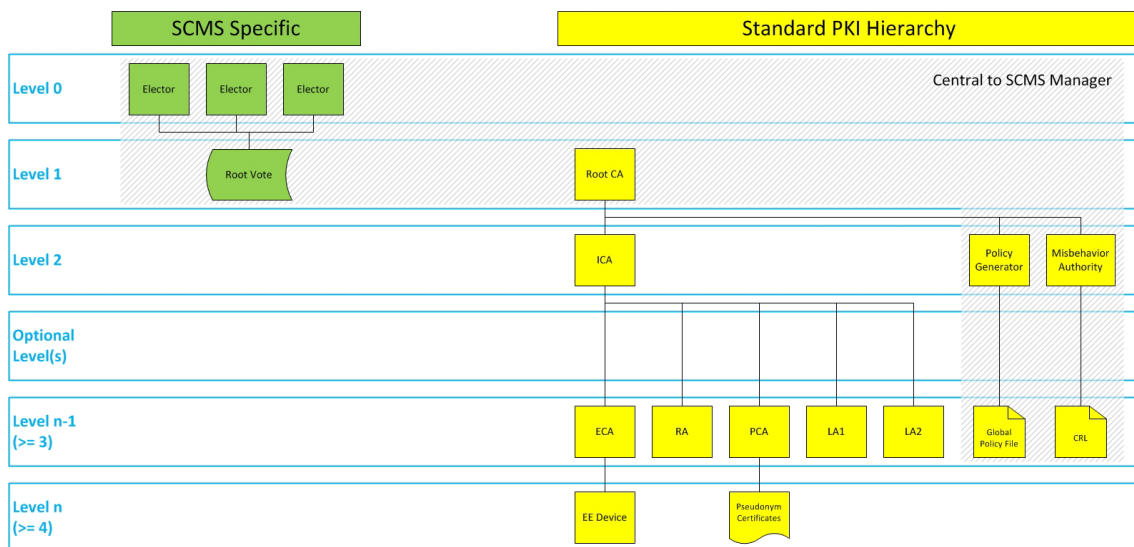 SCMS Specific
Standard PKI Hierarchy
Level 0
Elector
Elector
Elector
Central to SCMS Manager
Level 1
Root Vote
Root CA
Level 2
ICA
Policy
Generator
Misbehavior
Authority
Optional
Level(s)
Level n-1
(>= 3)
ECA
RA
PCA
LA1
LA2
Global
Policy File
CRL
Level n
(>= 4)
EE Device
Pseudonym
Certificates